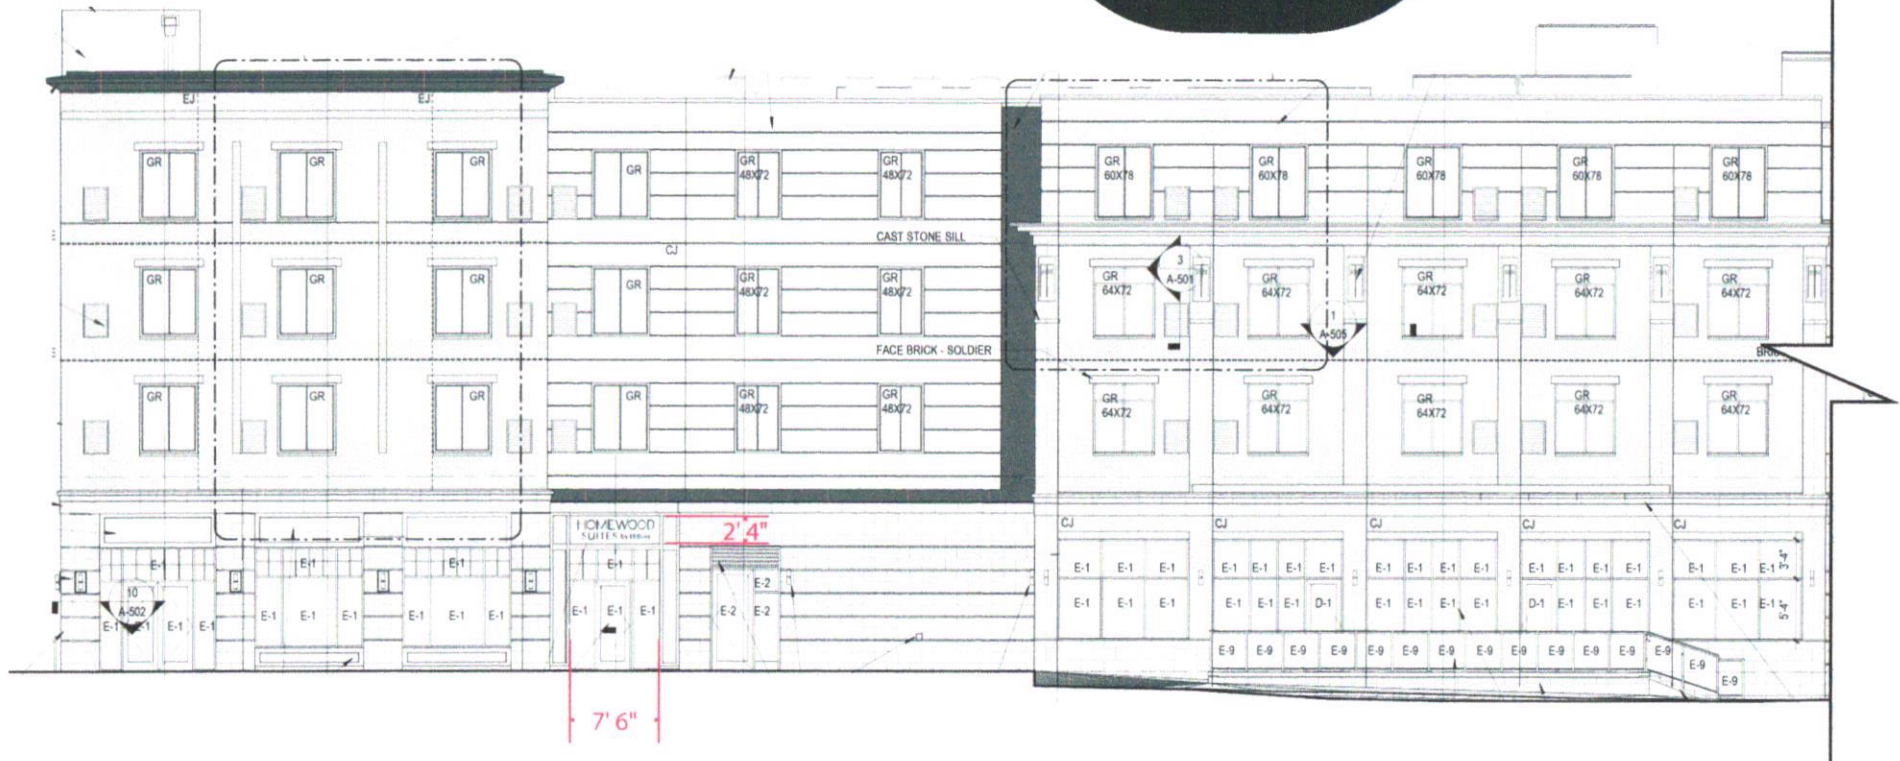 EJ EJ
GR GR GR GR GR 48X72 GR 48X72 GR 60X78 GR 60X78 GR 60X78 GR 60X78 GR 60X78
CAST STONE SILL
CJ
GR GR GR GR GR 48X72 GR 48X72 GR 64X72 GR 64X72 GR 64X72 GR 64X72 GR 64X72
3
A-501
1
A-505
FACE BRICK - SOLDIER
GR GR GR GR GR 48X72 GR 48X72 GR 64X72 GR 64X72 GR 64X72 GR 64X72 GR 64X72
HOMEWOOD
SUITES by Hilton
2' 4"
CJ CJ CJ CJ CJ
E-1 E-1 E-1 E-1 E-2 E-1 E-1 E-1 E-1 E-1 E-1 E-1 E-1 E-1 E-1 E-1 E-1 E-1 E-1 E-1 E-1 E-1 E-1 3'-4"
10
A-502
E-1 E-1 E-1 E-1 E-1 E-1 E-1 E-1 E-1 E-1 E-1 E-1 E-1 E-2 E-2 E-1 E-1 E-1 E-1 E-1 E-1 D-1 E-1 E-1 E-1 E-1 D-1 E-1 E-1 E-1 E-1 E-1 E-1 5'-4"
E-9 E-9 E-9 E-9 E-9 E-9 E-9 E-9 E-9 E-9 E-9 E-9 E-9 E-9
7' 6"